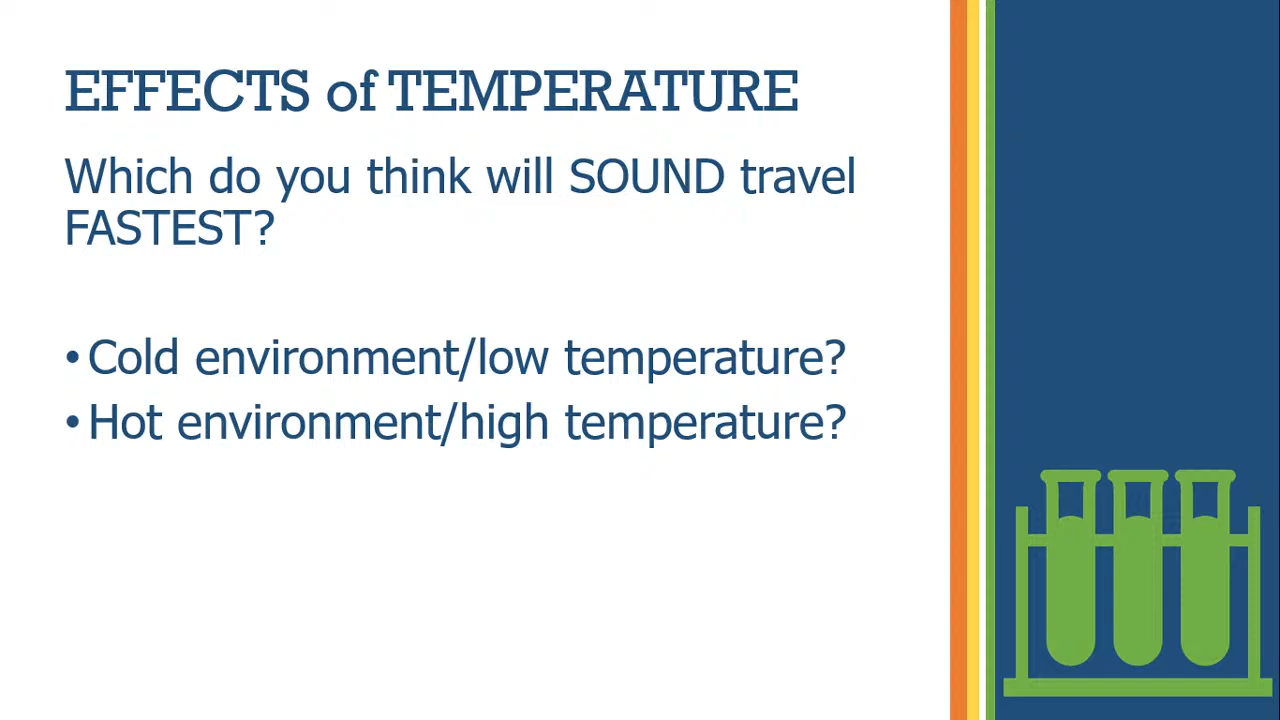 EFFECTS of TEMPERATURE
Which do you think will SOUND travel
FASTEST?
• Cold environment/low temperature?
• Hot environment/high temperature?